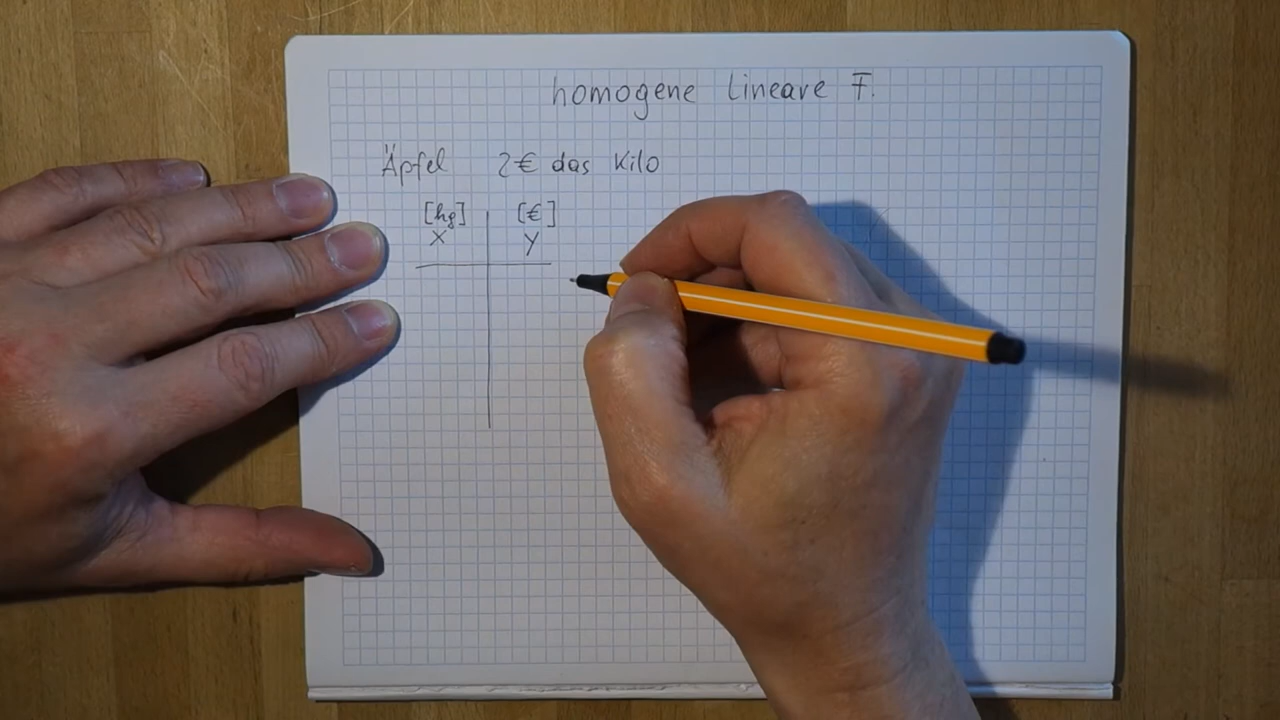 homogene lineare F.
Äpfel 2€ das Kilo
[kg] [€]
x y